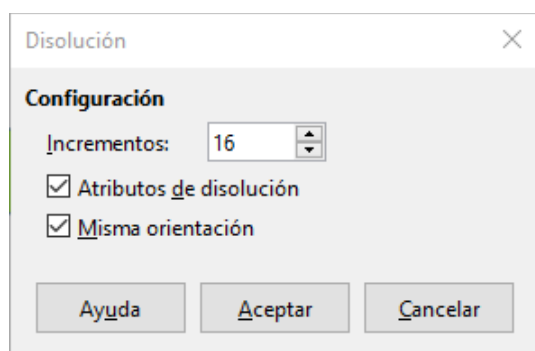 Disolución
Configuración
Incrementos: 16
Atributos de disolución
Misma orientación
Ayuda Aceptar Cancelar